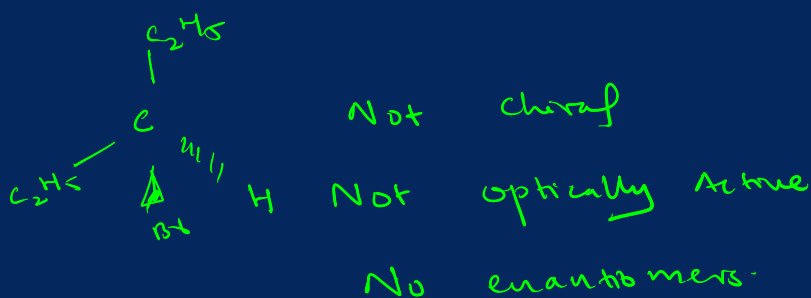 C2H5
C Not chiral
C2H5 H Not optically Active
Br
No enantiomers.